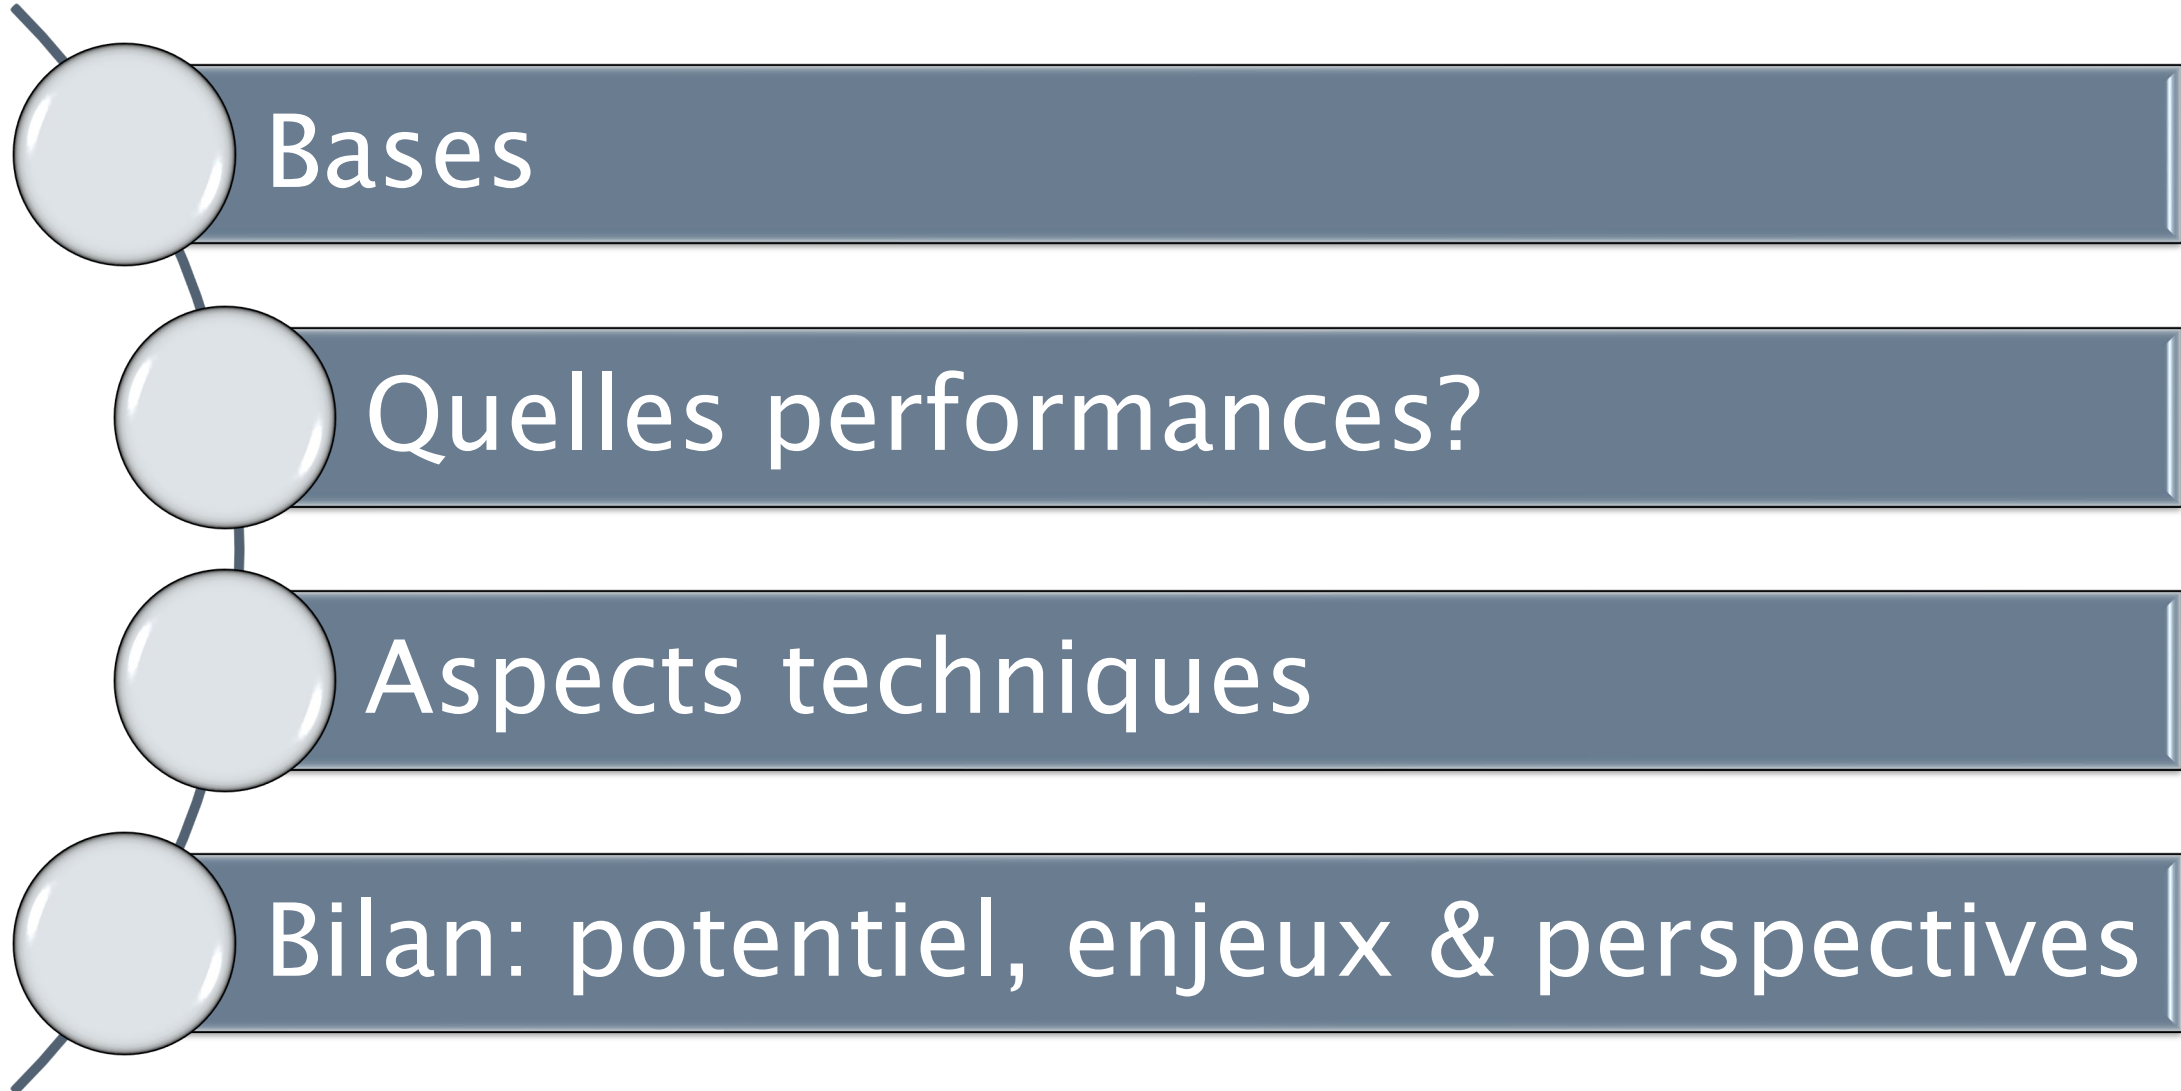 Bases
Quelles performances?
Aspects techniques
Bilan: potentiel, enjeux & perspectives